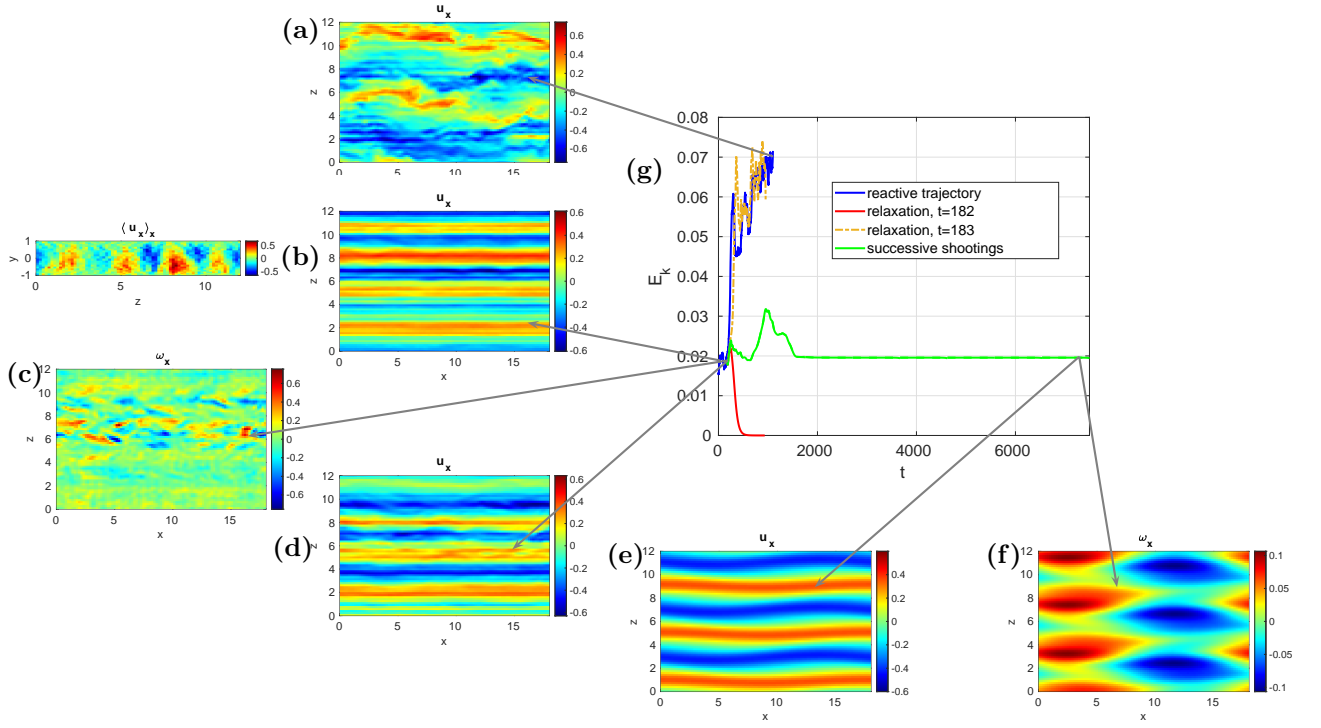 (a)
u_x
12
10
8
6
4
2
0
z
0 5 10 15
0.6
0.4
0.2
0
-0.2
-0.4
-0.6
(b)
u_x
12
10
8
6
4
2
0
z
0 5 10 15
x
0.6
0.4
0.2
0
-0.2
-0.4
-0.6
⟨ u_x⟩_x
1
0
-1
y
0 5 10
z
0.5
0
-0.5
(c)
ω_x
12
10
8
6
4
2
0
z
0 5 10 15
x
0.6
0.4
0.2
0
-0.2
-0.4
-0.6
(d)
u_x
12
10
8
6
4
2
0
z
0 5 10 15
x
0.4
0.2
0
-0.2
-0.4
-0.6
(g)
0.08
0.07
0.06
0.05
0.04
0.03
0.02
0.01
0
E_k
0 2000 4000 6000
t
reactive trajectory
relaxation, t=182
relaxation, t=183
successive shootings
(e)
u_x
12
10
8
6
4
2
0
z
0 5 10 15
x
0.4
0.2
0
-0.2
-0.4
-0.6
(f)
ω_x
12
10
8
6
4
2
0
z
0 5 10 15
x
0.1
0.05
0
-0.05
-0.1